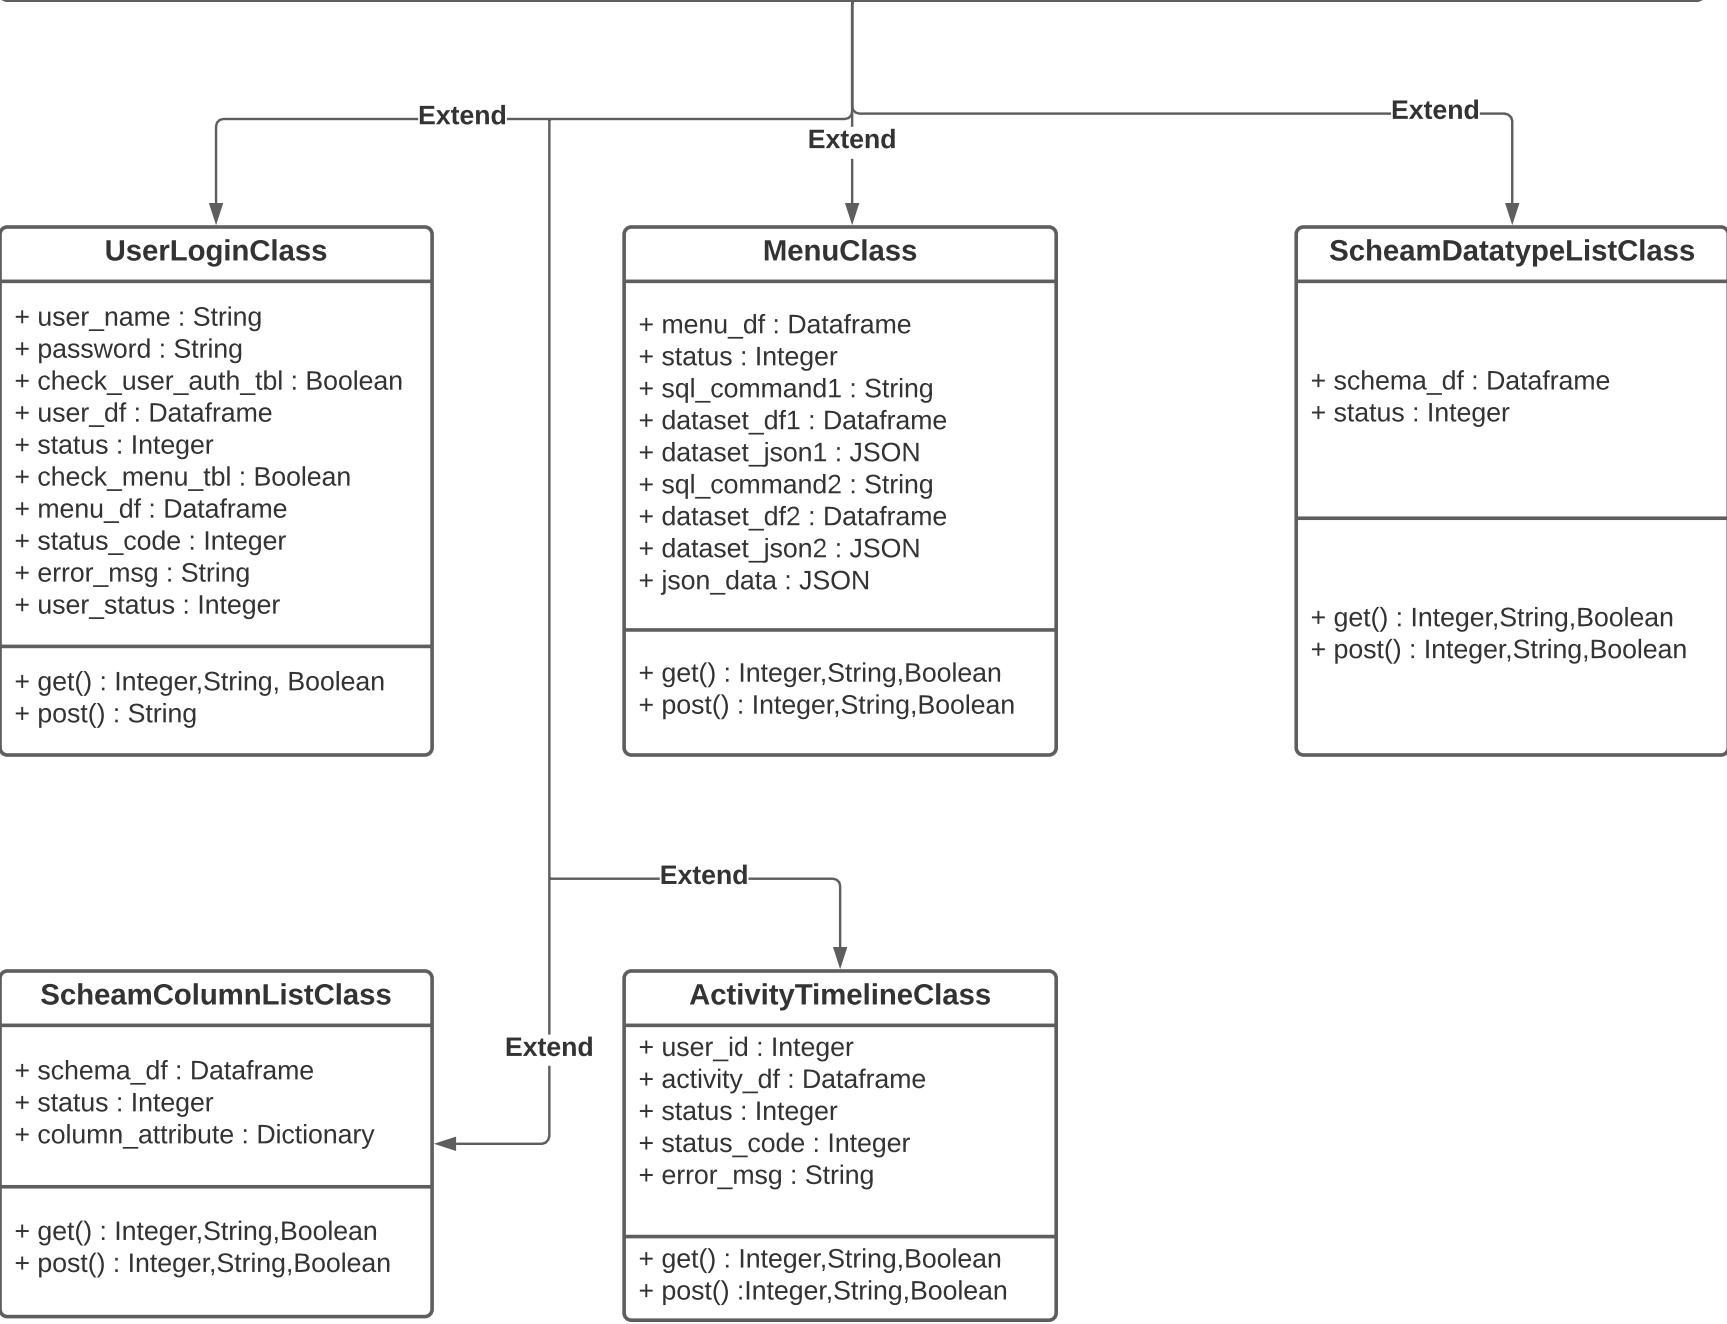 Extend
Extend
Extend
UserLoginClass
+ user_name : String
+ password : String
+ check_user_auth_tbl : Boolean
+ user_df : Dataframe
+ status : Integer
+ check_menu_tbl : Boolean
+ menu_df : Dataframe
+ status_code : Integer
+ error_msg : String
+ user_status : Integer
+ get() : Integer,String, Boolean
+ post() : String
MenuClass
+ menu_df : Dataframe
+ status : Integer
+ sql_command1 : String
+ dataset_df1 : Dataframe
+ dataset_json1 : JSON
+ sql_command2 : String
+ dataset_df2 : Dataframe
+ dataset_json2 : JSON
+ json_data : JSON
+ get() : Integer,String,Boolean
+ post() : Integer,String,Boolean
ScheamDatatypeListClass
+ schema_df : Dataframe
+ status : Integer
+ get() : Integer,String,Boolean
+ post() : Integer,String,Boolean
Extend
Extend
ScheamColumnListClass
+ schema_df : Dataframe
+ status : Integer
+ column_attribute : Dictionary
+ get() : Integer,String,Boolean
+ post() : Integer,String,Boolean
ActivityTimelineClass
+ user_id : Integer
+ activity_df : Dataframe
+ status : Integer
+ status_code : Integer
+ error_msg : String
+ get() : Integer,String,Boolean
+ post() :Integer,String,Boolean